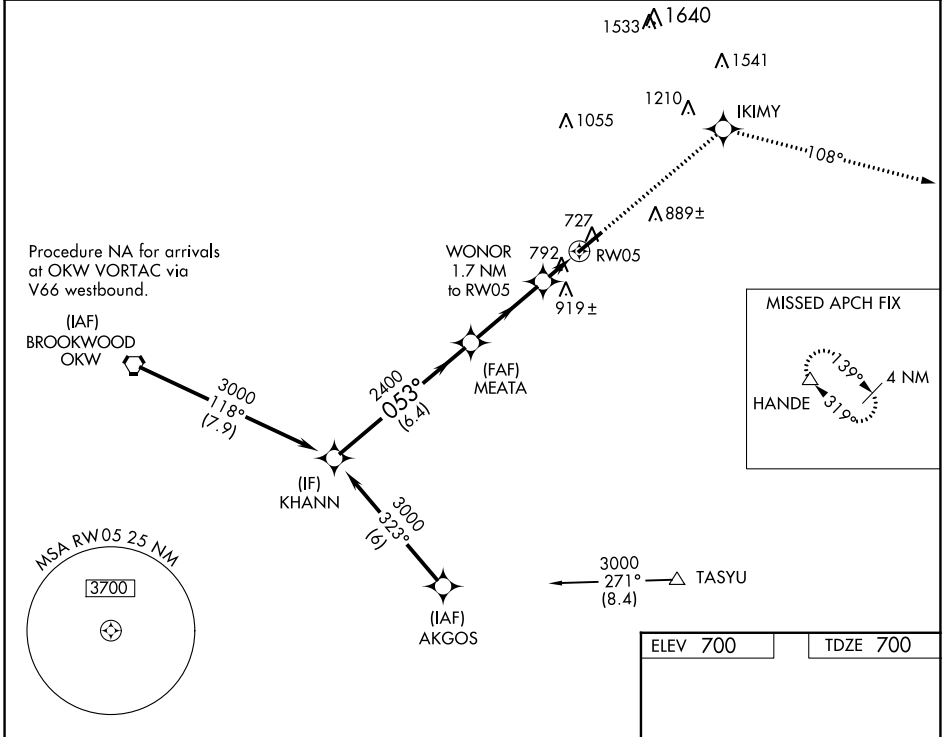 1533
1640
1541
1210
IKIMY
1055
108°
889±
727
WONOR
1.7 NM
to RW05
792
RW05
919±
Procedure NA for arrivals
at OKW VORTAC via
V66 westbound.
(IAF)
BROOKWOOD
OKW
3000
118°
(7.9)
2400
053°
(6.4)
(FAF)
MEATA
MISSED APCH FIX
HANDE
139°
319°
4 NM
(IF)
KHANN
3000
323°
(6)
(IAF)
AKGOS
3000
271°
(8.4)
TASYU
MSA RW05 25 NM
3700
ELEV 700
TDZE 700